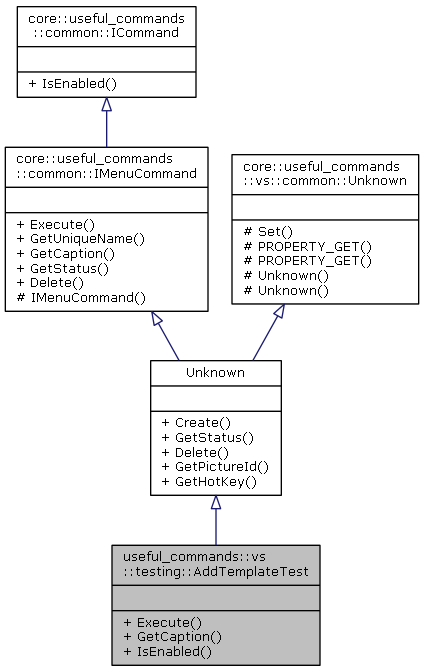 core::useful_commands
::common::ICommand
+ IsEnabled()
core::useful_commands
::common::IMenuCommand
+ Execute()
+ GetUniqueName()
+ GetCaption()
+ GetStatus()
+ Delete()
# IMenuCommand()
core::useful_commands
::vs::common::Unknown
# Set()
# PROPERTY_GET()
# PROPERTY_GET()
# Unknown()
# Unknown()
Unknown
+ Create()
+ GetStatus()
+ Delete()
+ GetPictureId()
+ GetHotKey()
useful_commands::vs
::testing::AddTemplateTest
+ Execute()
+ GetCaption()
+ IsEnabled()